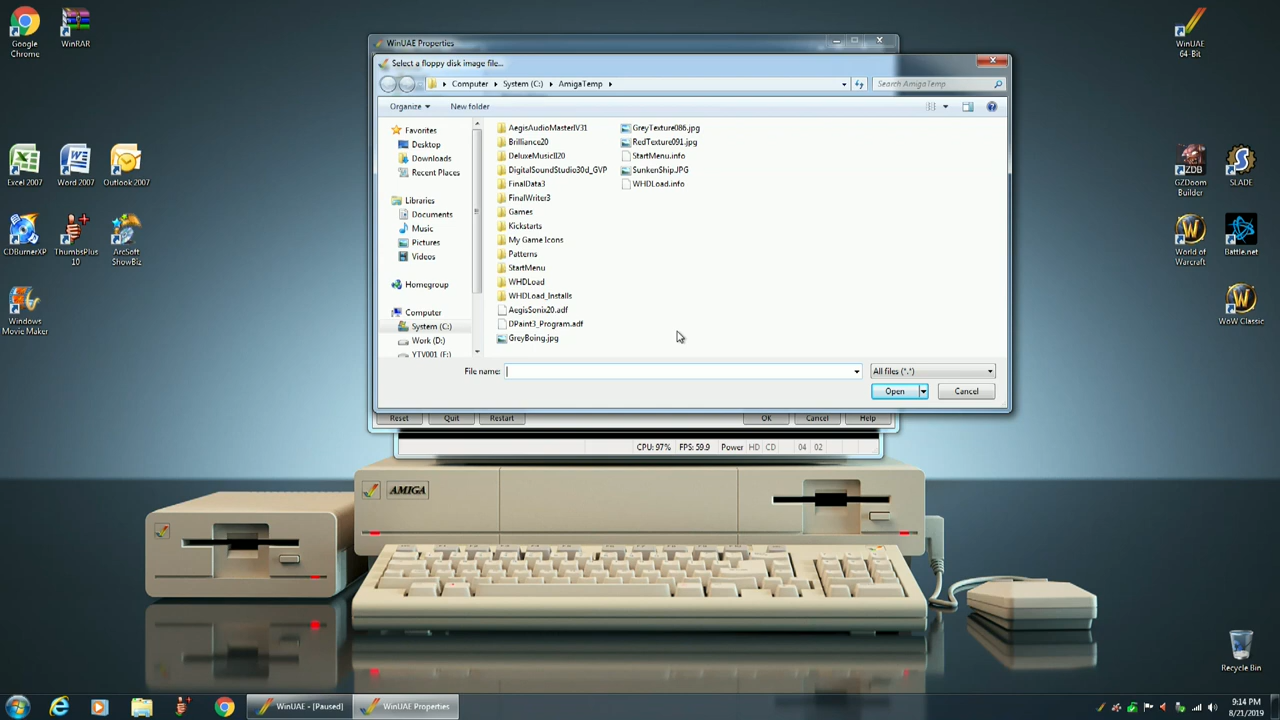 Google
Chrome
WinRAR
WinUAE
64-Bit
WinUAE Properties
Select a floppy disk image file...
Computer
System (C:)
AmigaTemp
Search AmigaTemp
Organize
New folder
Favorites
Desktop
Downloads
Recent Places
Libraries
Documents
Music
Pictures
Videos
Homegroup
Computer
System (C:)
Work (D:)
YTV001 (F:)
AegisAudioMasterIV31
Brilliance20
DeluxeMusicII20
DigitalSoundStudio30d_GVP
FinalData3
FinalWriter3
Games
Kickstarts
My Game Icons
Patterns
StartMenu
WHDLoad
WHDLoad_Installs
AegisSonix20.adf
DPaint3_Program.adf
GreyBoing.jpg
GreyTexture086.jpg
RedTexture091.jpg
StartMenu.info
SunkenShip.JPG
WHDLoad.info
File name:
All files (*.*)
Open
Cancel
Reset
Quit
Restart
OK
Cancel
Help
CPU: 97%
FPS: 59.9
Power
HD
CD
04
02
Excel 2007
Word 2007
Outlook 2007
CDBurnerXP
ThumbsPlus
10
ArcSoft
ShowBiz
Windows
Movie Maker
ZDB
GZDoom
Builder
SLADE
World of
Warcraft
Battle.net
WoW Classic
AMIGA
Recycle Bin
WinUAE - [Paused]
WinUAE Properties
9:14 PM
8/21/2019